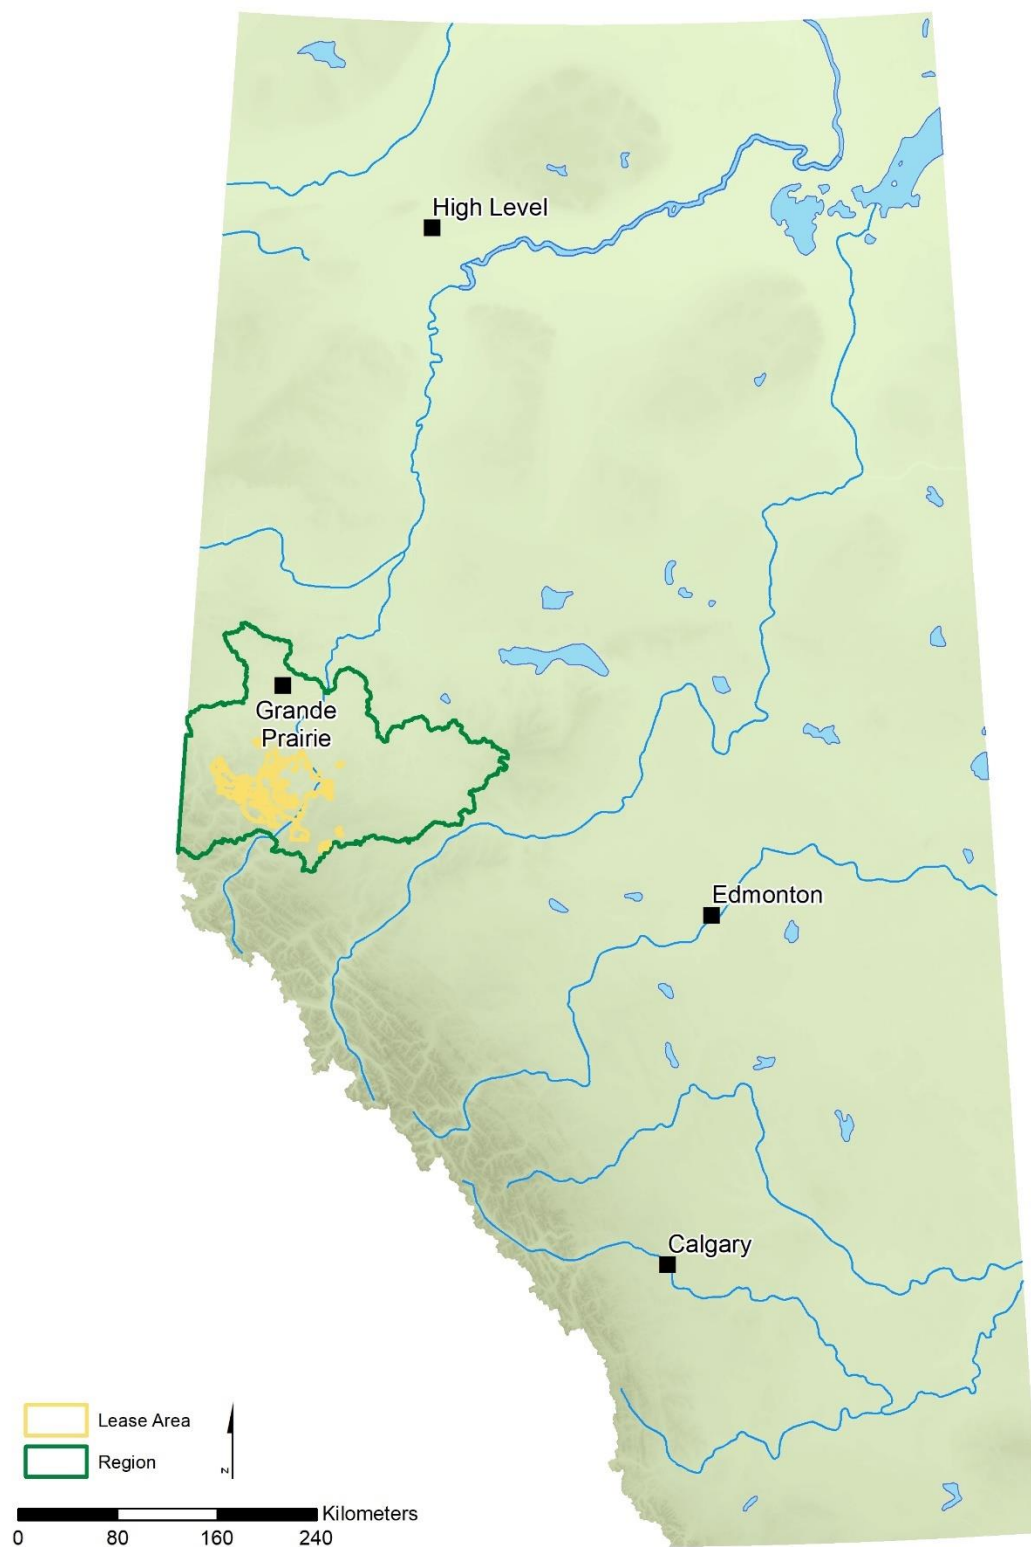 High Level
Grande
Prairie
Edmonton
Calgary
Lease Area
Region
N
Kilometers
0 80 160 240